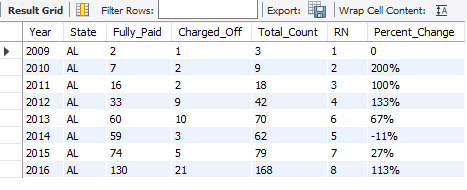 Result Grid Filter Rows: Export: Wrap Cell Content:
Year State Fully_Paid Charged_Off Total_Count RN Percent_Change
2009 AL 2 1 3 1 0
2010 AL 7 2 9 2 200%
2011 AL 16 2 18 3 100%
2012 AL 33 9 42 4 133%
2013 AL 60 10 70 6 67%
2014 AL 59 3 62 5 -11%
2015 AL 74 5 79 7 27%
2016 AL 130 21 168 8 113%